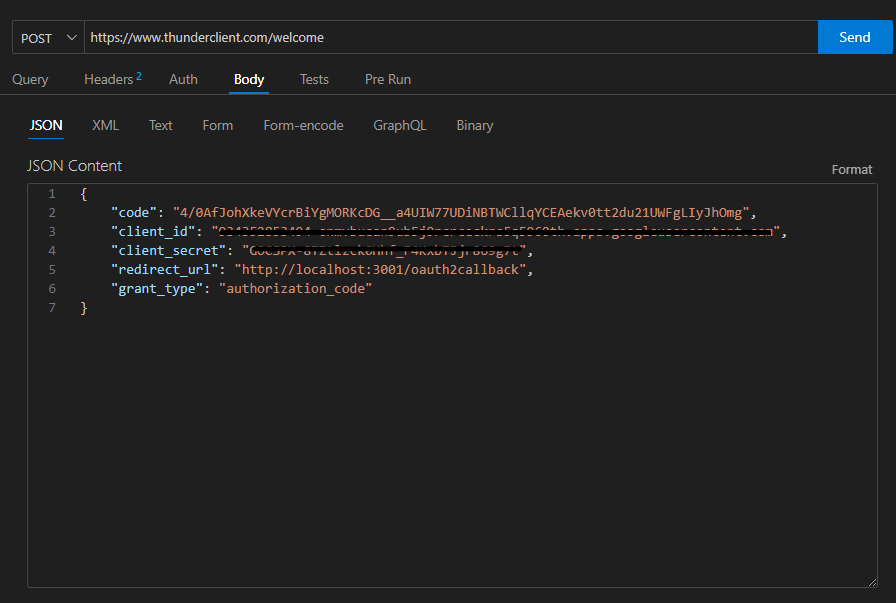 POST https://www.thunderclient.com/welcome Send
Query Headers 2 Auth Body Tests Pre Run
JSON XML Text Form Form-encode GraphQL Binary
JSON Content
Format
1 {
2 "code": "4/0AfJohXkeVYcrBiYgMORKcDG__a4UIW77UDiNBTWCllqYCEAekv0tt2du21UWFgLIyJhOmg",
3 "client_id": "",
4 "client_secret": "",
5 "redirect_url": "http://localhost:3001/oauth2callback",
6 "grant_type": "authorization_code"
7 }